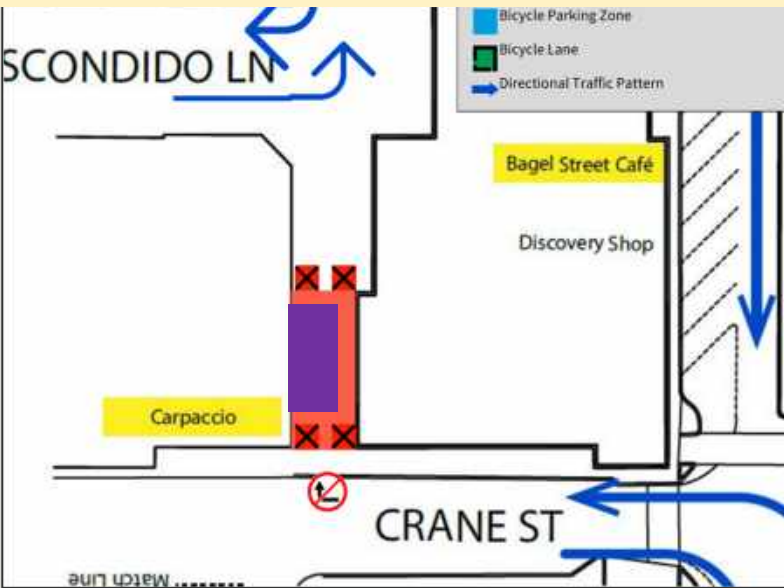 Bicycle Parking Zone
Bicycle Lane
Directional Traffic Pattern
SCONDIDO LN
Bagel Street Café
Discovery Shop
Carpaccio
CRANE ST
Match Line